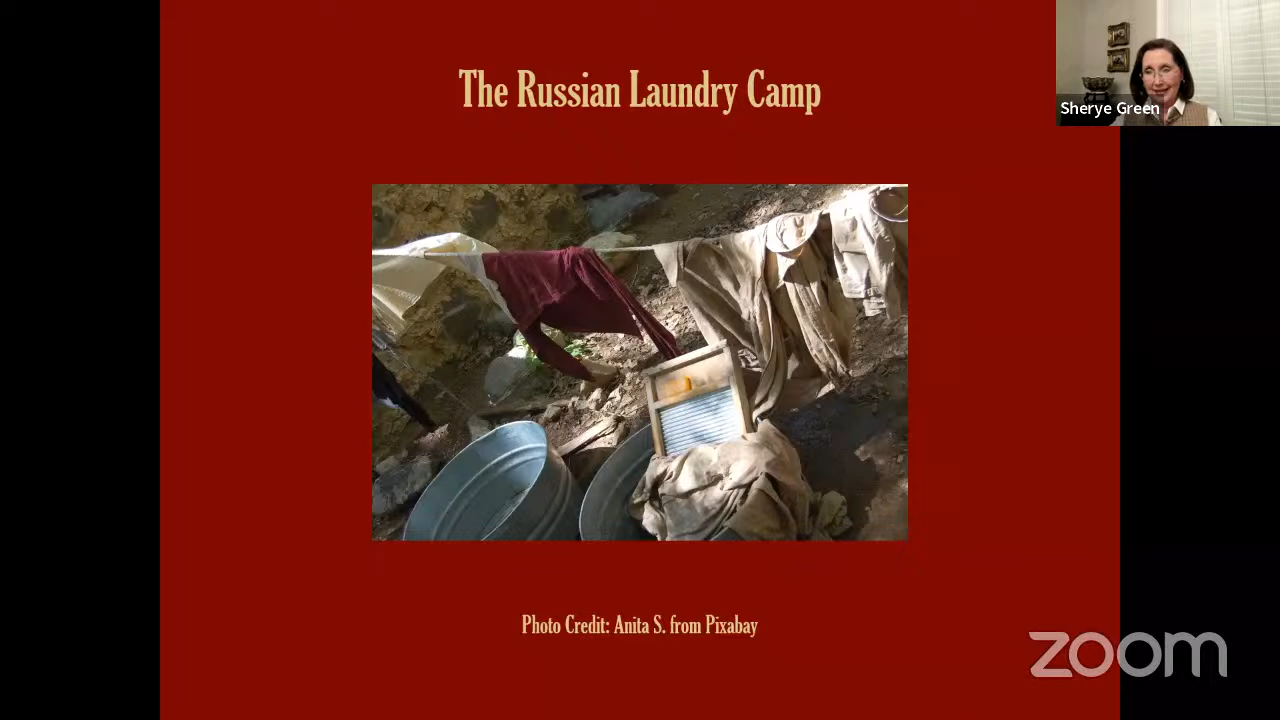 The Russian Laundry Camp
Sherye Green
Photo Credit: Anita S. from Pixabay
zoom